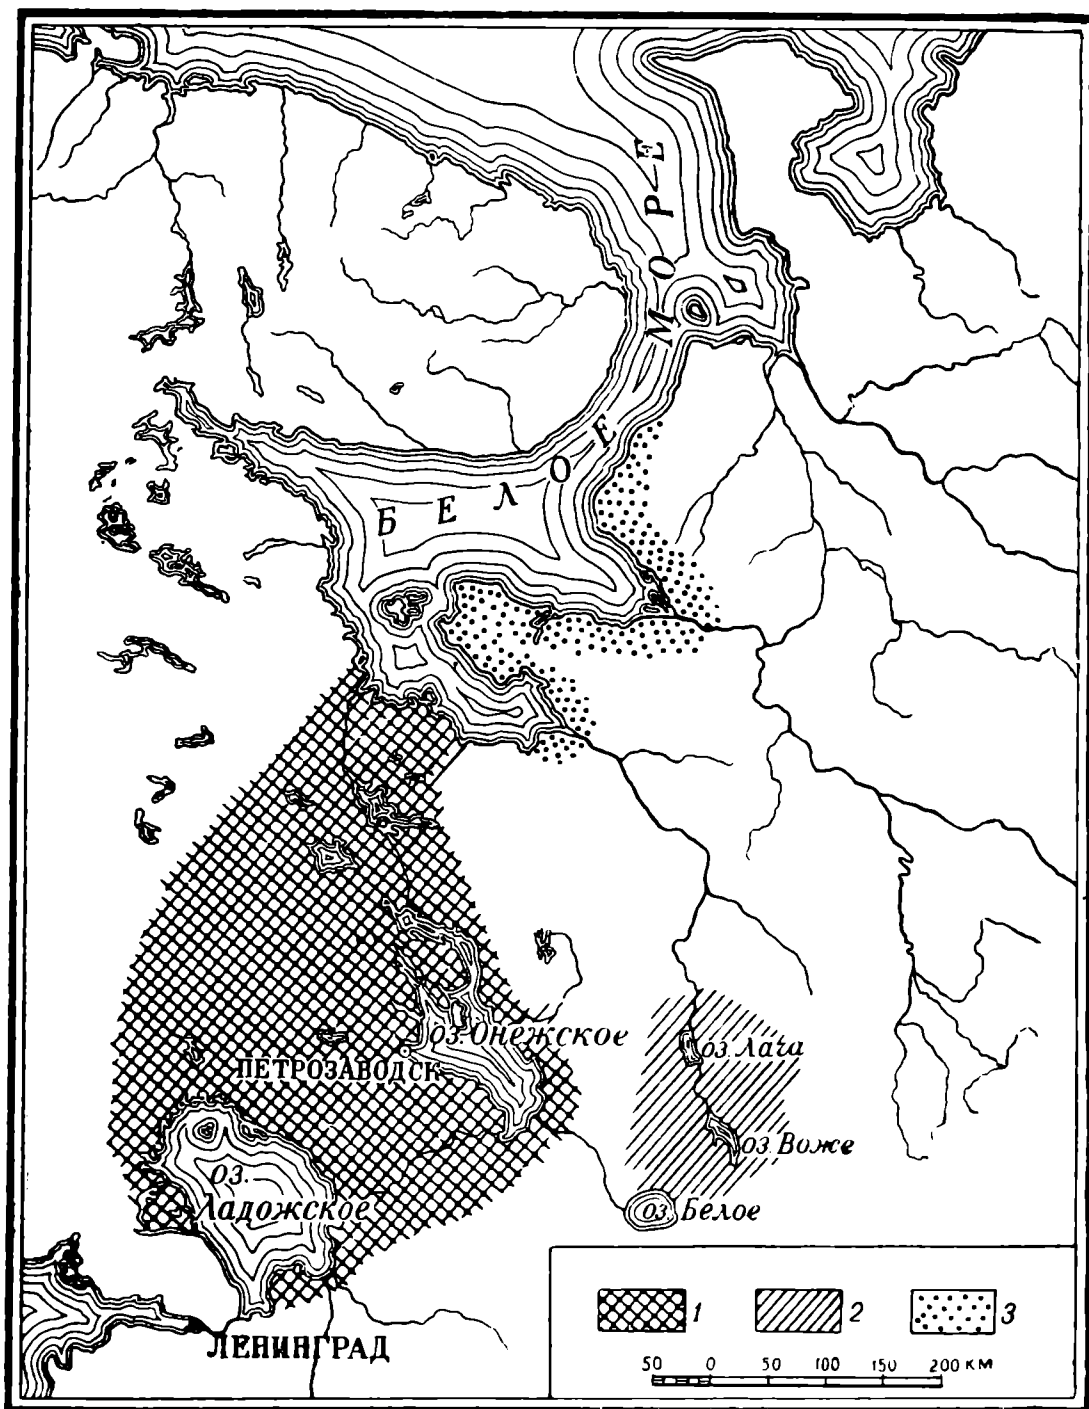 БЕЛОЕ МОРЕ
оз. Онежское
ПЕТРОЗАВОДСК
оз. Лача
оз. Воже
оз. Белое
оз.
Ладожское
ЛЕНИНГРАД
1 2 3
50 0 50 100 150 200 КМ